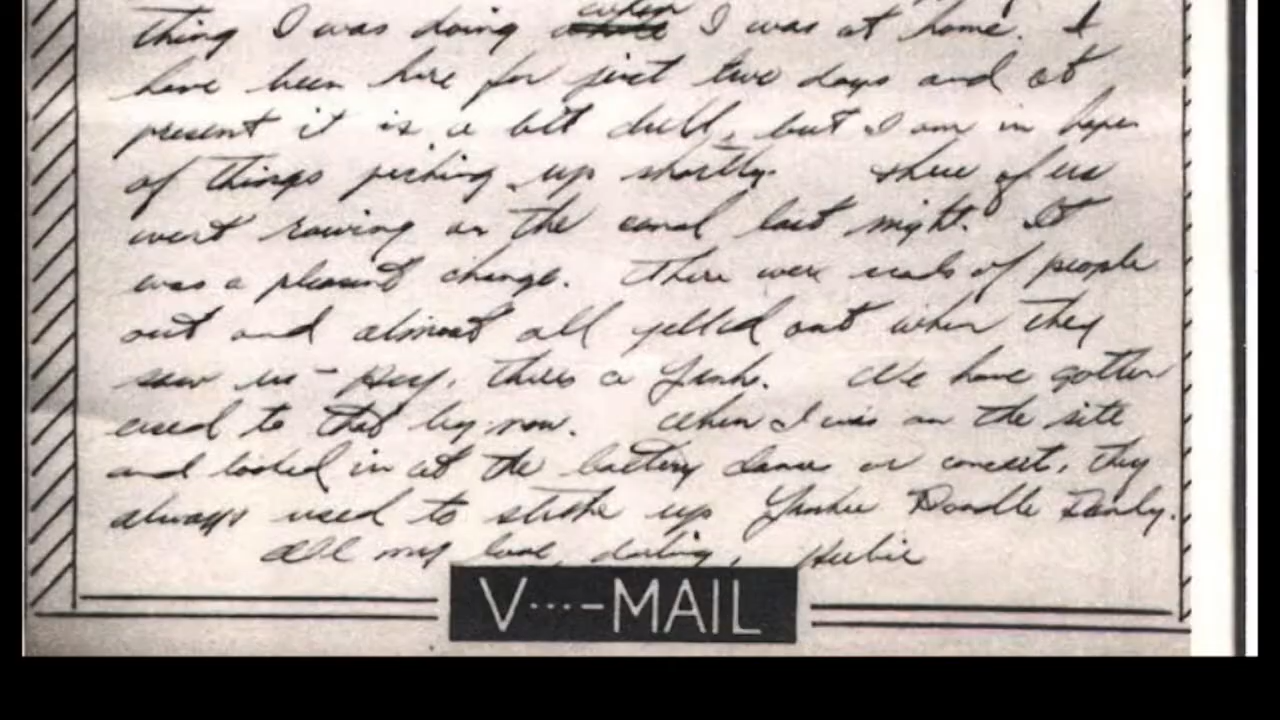 thing I was doing when I was at home. I
have been here for just two days and at
present it is a bit dull, but I am in hopes
of things picking up shortly. Three of us
went rowing on the canal last night. It
was a pleasant change. There were scads of people
out and almost all yelled out when they
saw us - Hey, there's a Yank. We have gotten
used to that by now. When I was on the site
and looked in at the battery dance or concert, they
always used to strike up Yankee Doodle Dandy.
All my love, darling, Hubie
V···-MAIL